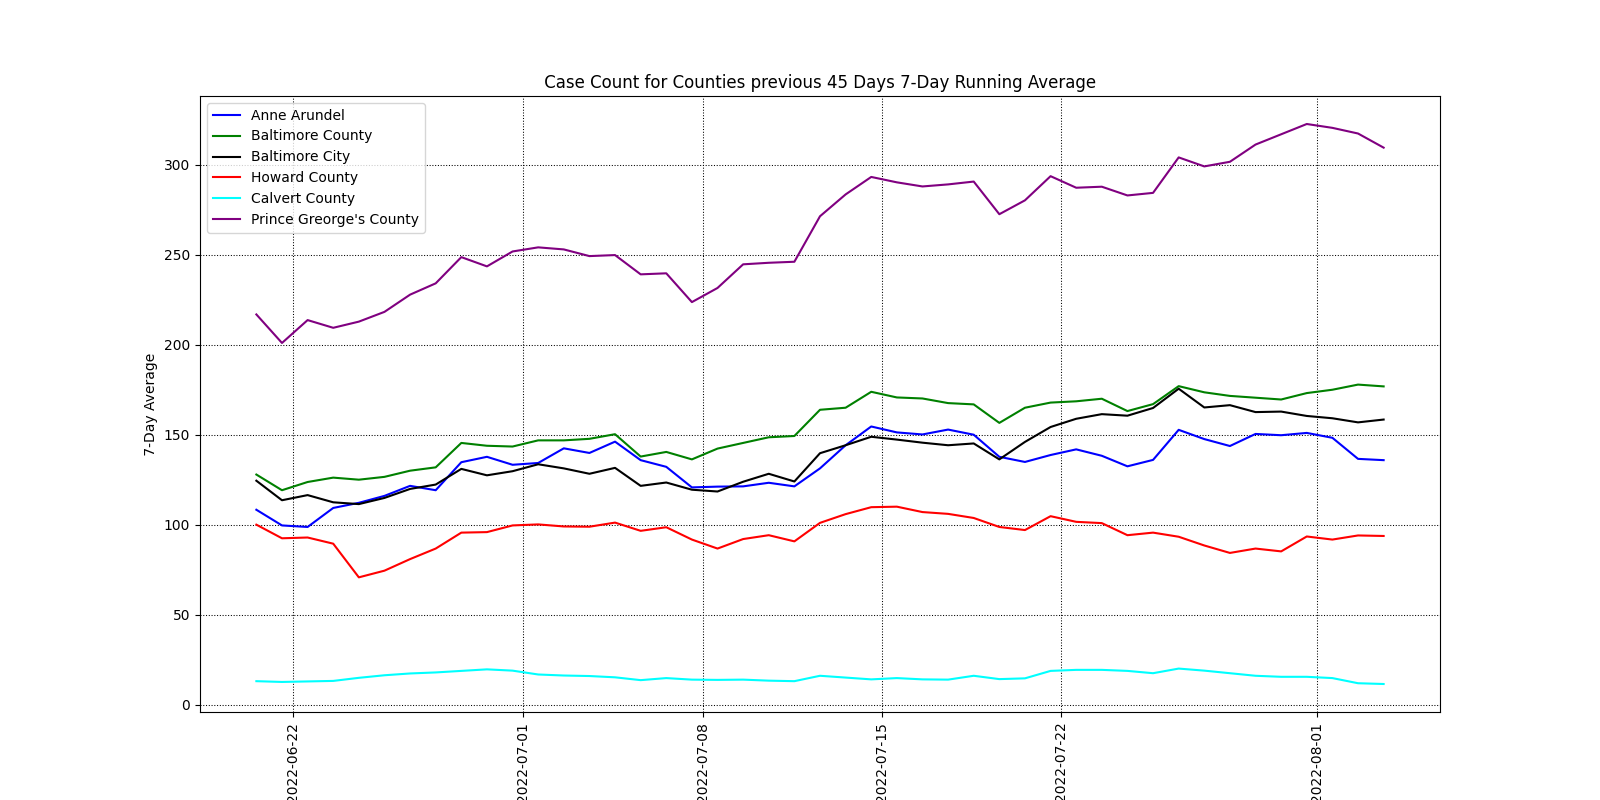 Case Count for Counties previous 45 Days 7-Day Running Average
Anne Arundel
Baltimore County
Baltimore City
Howard County
Calvert County
Prince Greorge's County
7-Day Average
300
250
200
150
100
50
0
2022-06-22
2022-07-01
2022-07-08
2022-07-15
2022-07-22
2022-08-01